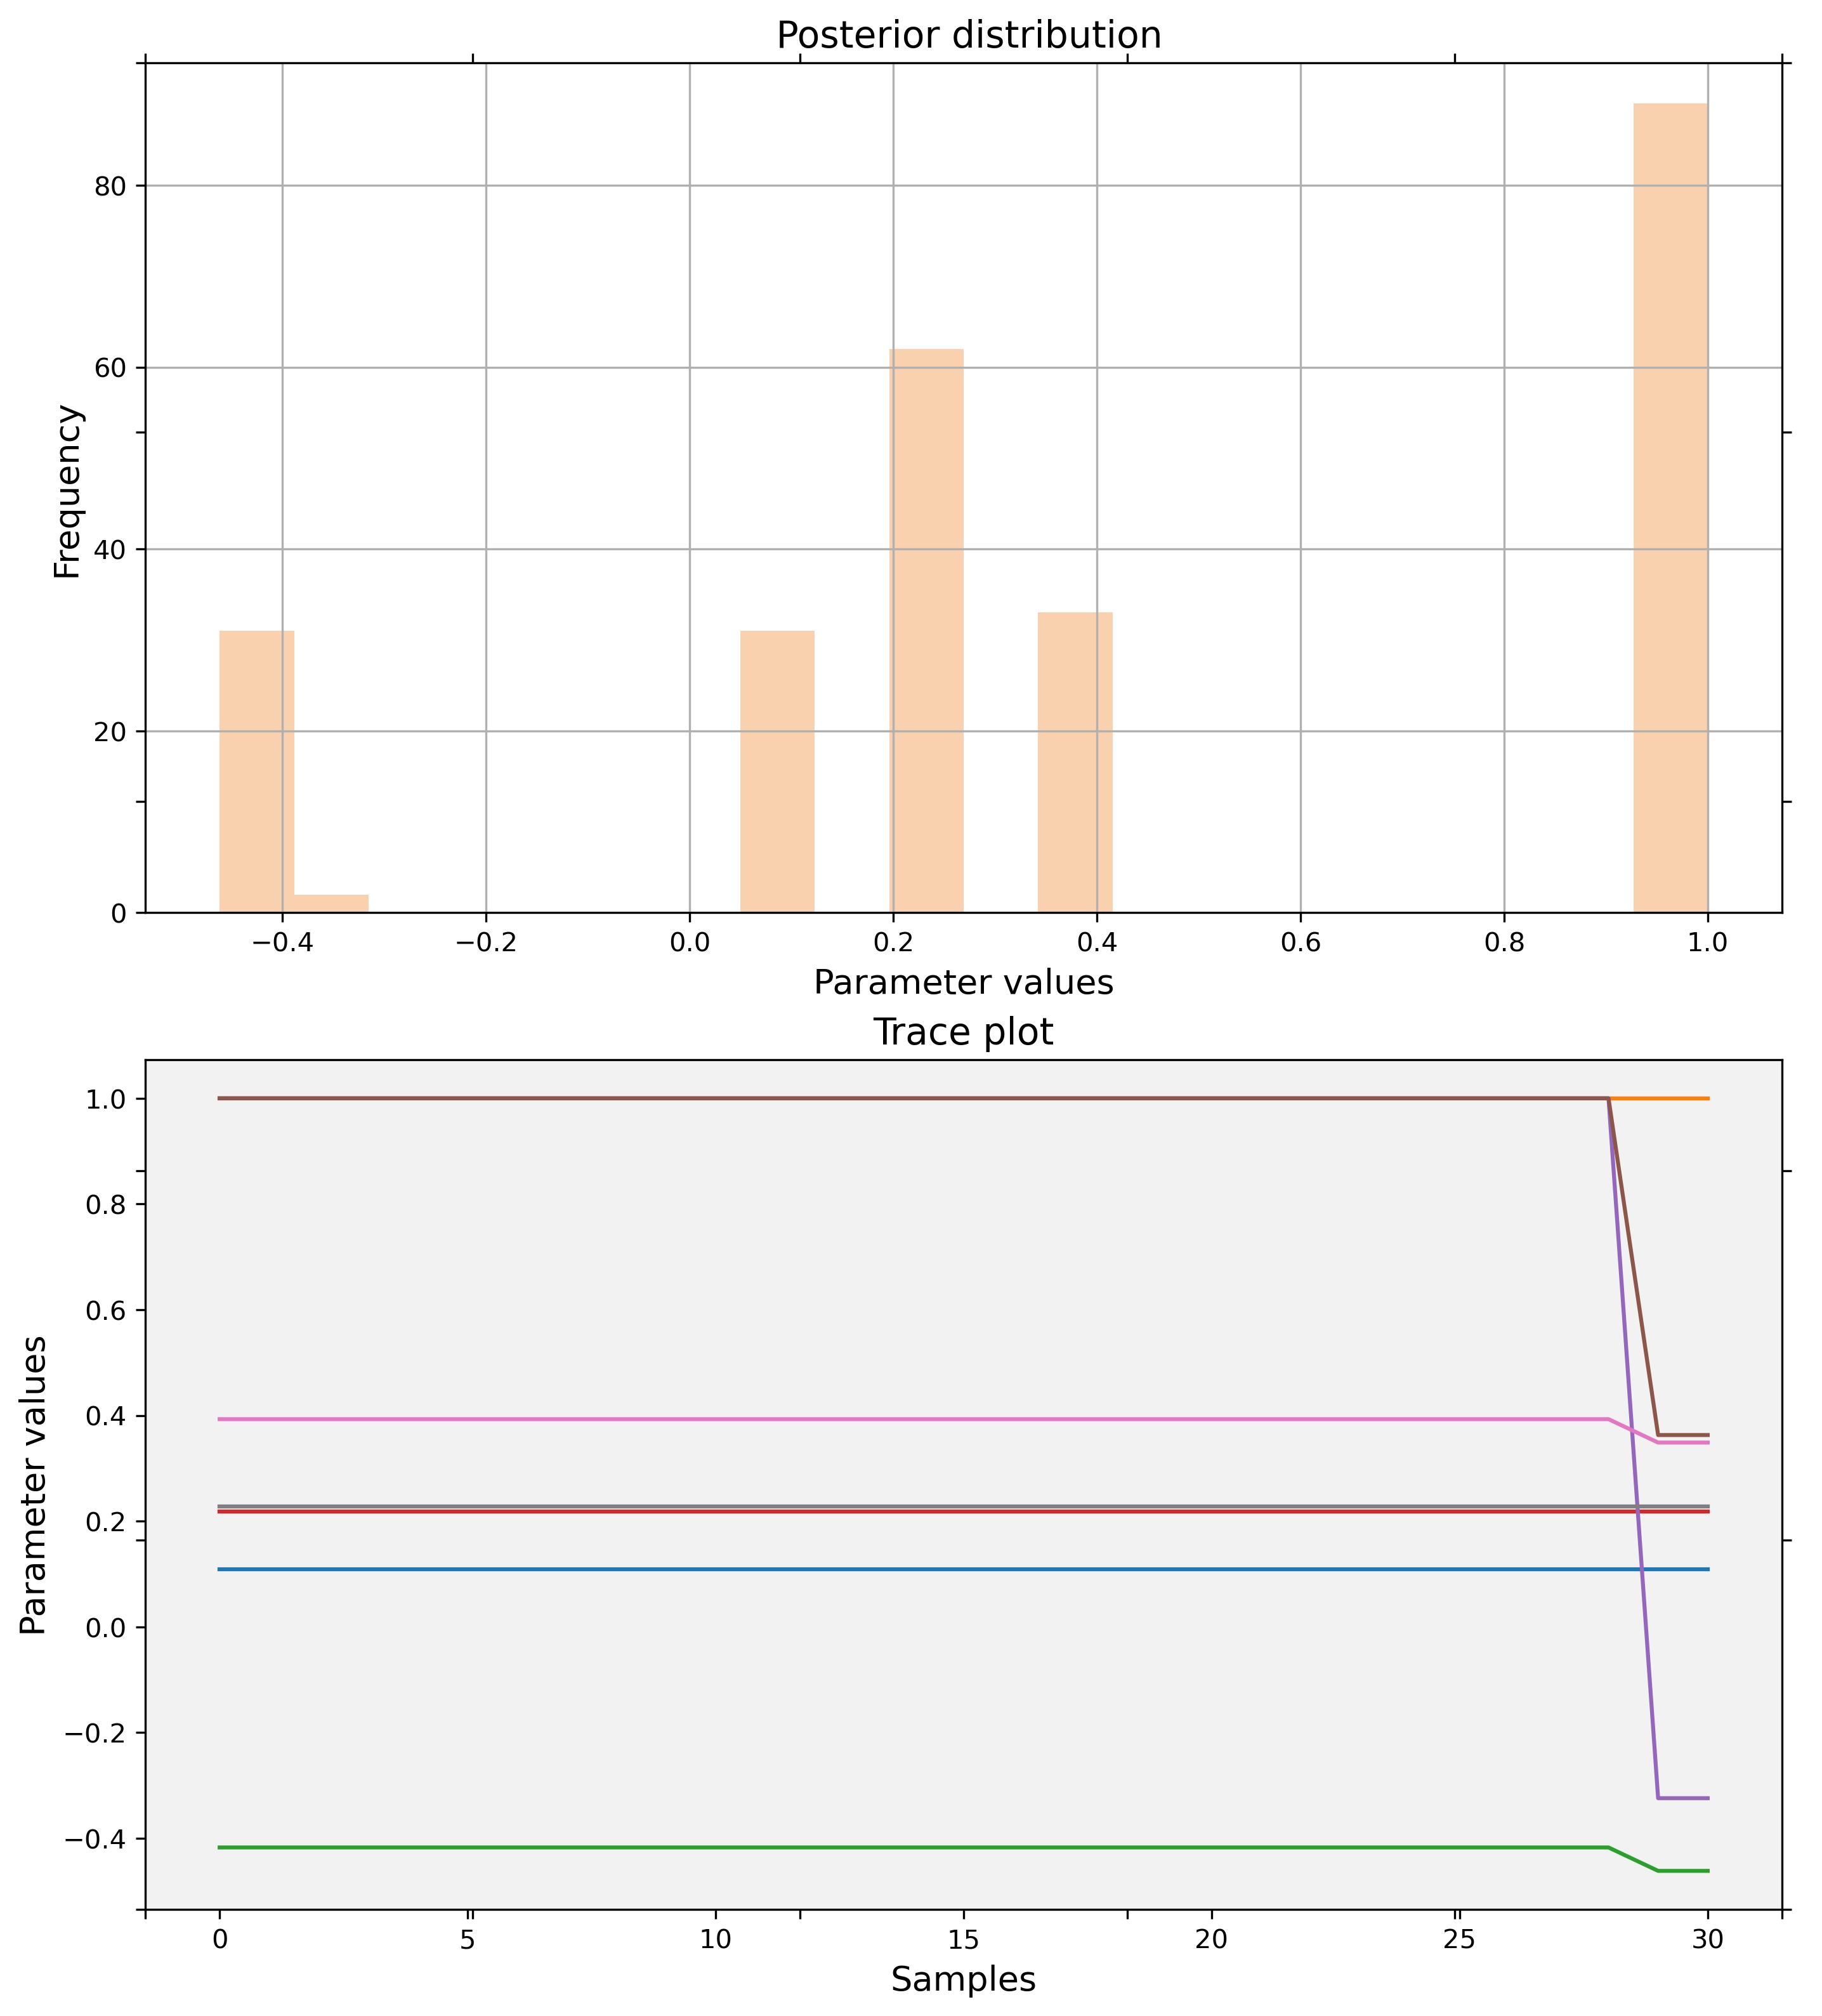 Posterior distribution
80
60
40
20
0
Frequency
−0.4 −0.2 0.0 0.2 0.4 0.6 0.8 1.0
Parameter values
Trace plot
1.0
0.8
0.6
0.4
0.2
0.0
−0.2
−0.4
Parameter values
0 5 10 15 20 25 30
Samples